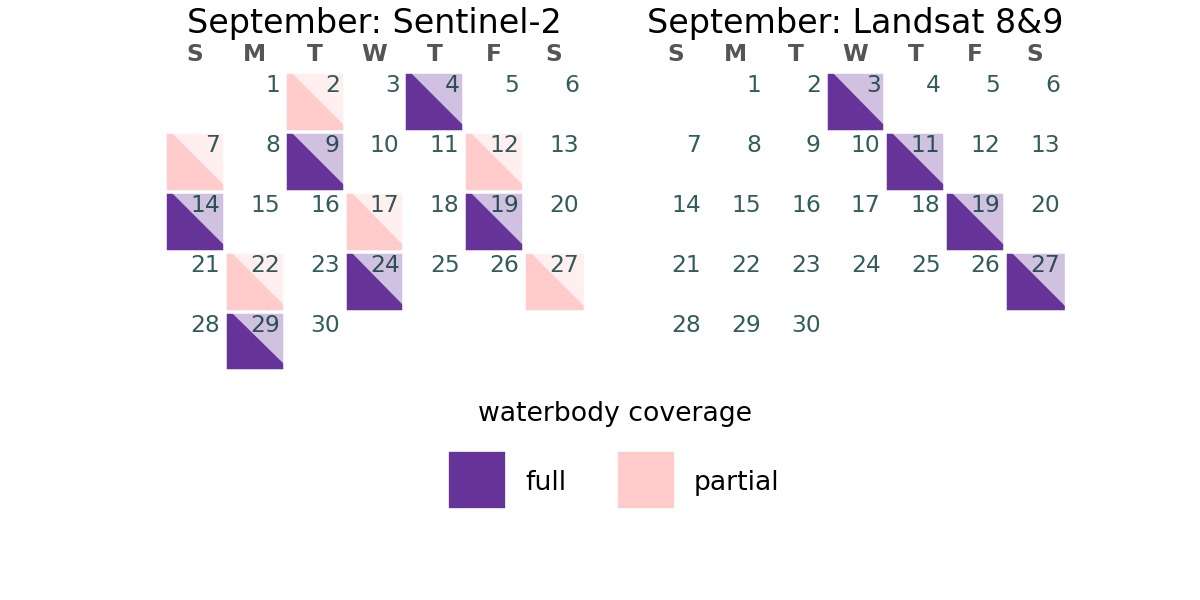 September: Sentinel-2
S M T W T F S
1 2 3 4 5 6
7 8 9 10 11 12 13
14 15 16 17 18 19 20
21 22 23 24 25 26 27
28 29 30
September: Landsat 8&9
S M T W T F S
1 2 3 4 5 6
7 8 9 10 11 12 13
14 15 16 17 18 19 20
21 22 23 24 25 26 27
28 29 30
waterbody coverage
full partial